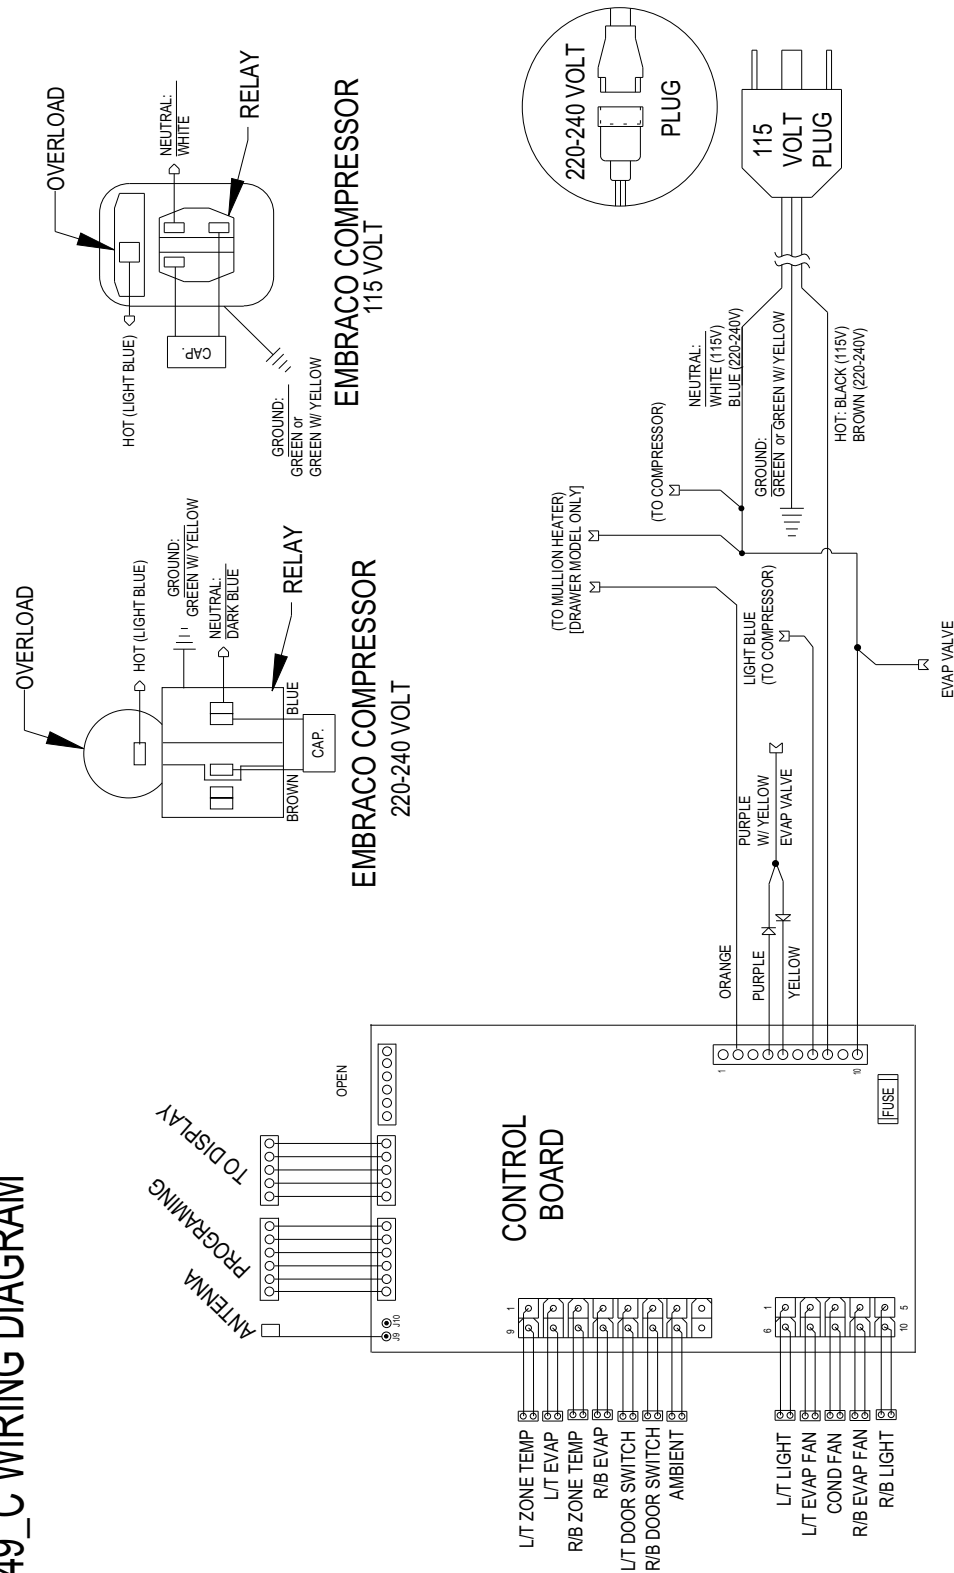 49_C WIRING DIAGRAM
ANTENNA
PROGRAMING
TO DISPLAY
OPEN
J9
J10
CONTROL
BOARD
FUSE
1
10
L/T ZONE TEMP
L/T EVAP
R/B ZONE TEMP
R/B EVAP
L/T DOOR SWITCH
R/B DOOR SWITCH
AMBIENT
9
1
L/T LIGHT
L/T EVAP FAN
COND FAN
R/B EVAP FAN
R/B LIGHT
6
1
10
5
ORANGE
PURPLE
YELLOW
PURPLE
W/ YELLOW
EVAP VALVE
LIGHT BLUE
(TO COMPRESSOR)
(TO MULLION HEATER)
[DRAWER MODEL ONLY]
(TO COMPRESSOR)
EVAP VALVE
NEUTRAL:
WHITE (115V)
BLUE (220-240V)
GROUND:
GREEN or GREEN W/ YELLOW
HOT: BLACK (115V)
BROWN (220-240V)
115
VOLT
PLUG
220-240 VOLT
PLUG
OVERLOAD
HOT (LIGHT BLUE)
GROUND:
GREEN W/ YELLOW
NEUTRAL:
DARK BLUE
RELAY
BROWN
BLUE
CAP.
EMBRACO COMPRESSOR
220-240 VOLT
OVERLOAD
NEUTRAL:
WHITE
RELAY
HOT (LIGHT BLUE)
CAP.
GROUND:
GREEN or
GREEN W/ YELLOW
EMBRACO COMPRESSOR
115 VOLT